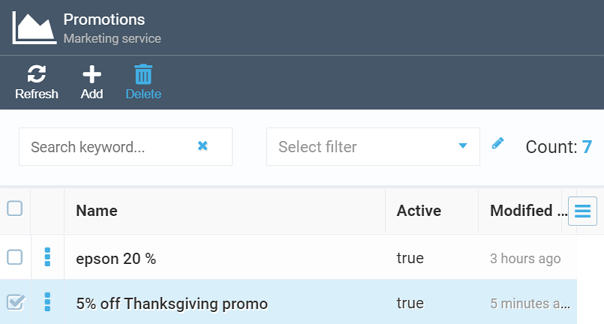 Promotions
Marketing service
Refresh Add Delete
Search keyword... Select filter Count: 7
Name Active Modified ...
epson 20 % true 3 hours ago
5% off Thanksgiving promo true 5 minutes a...